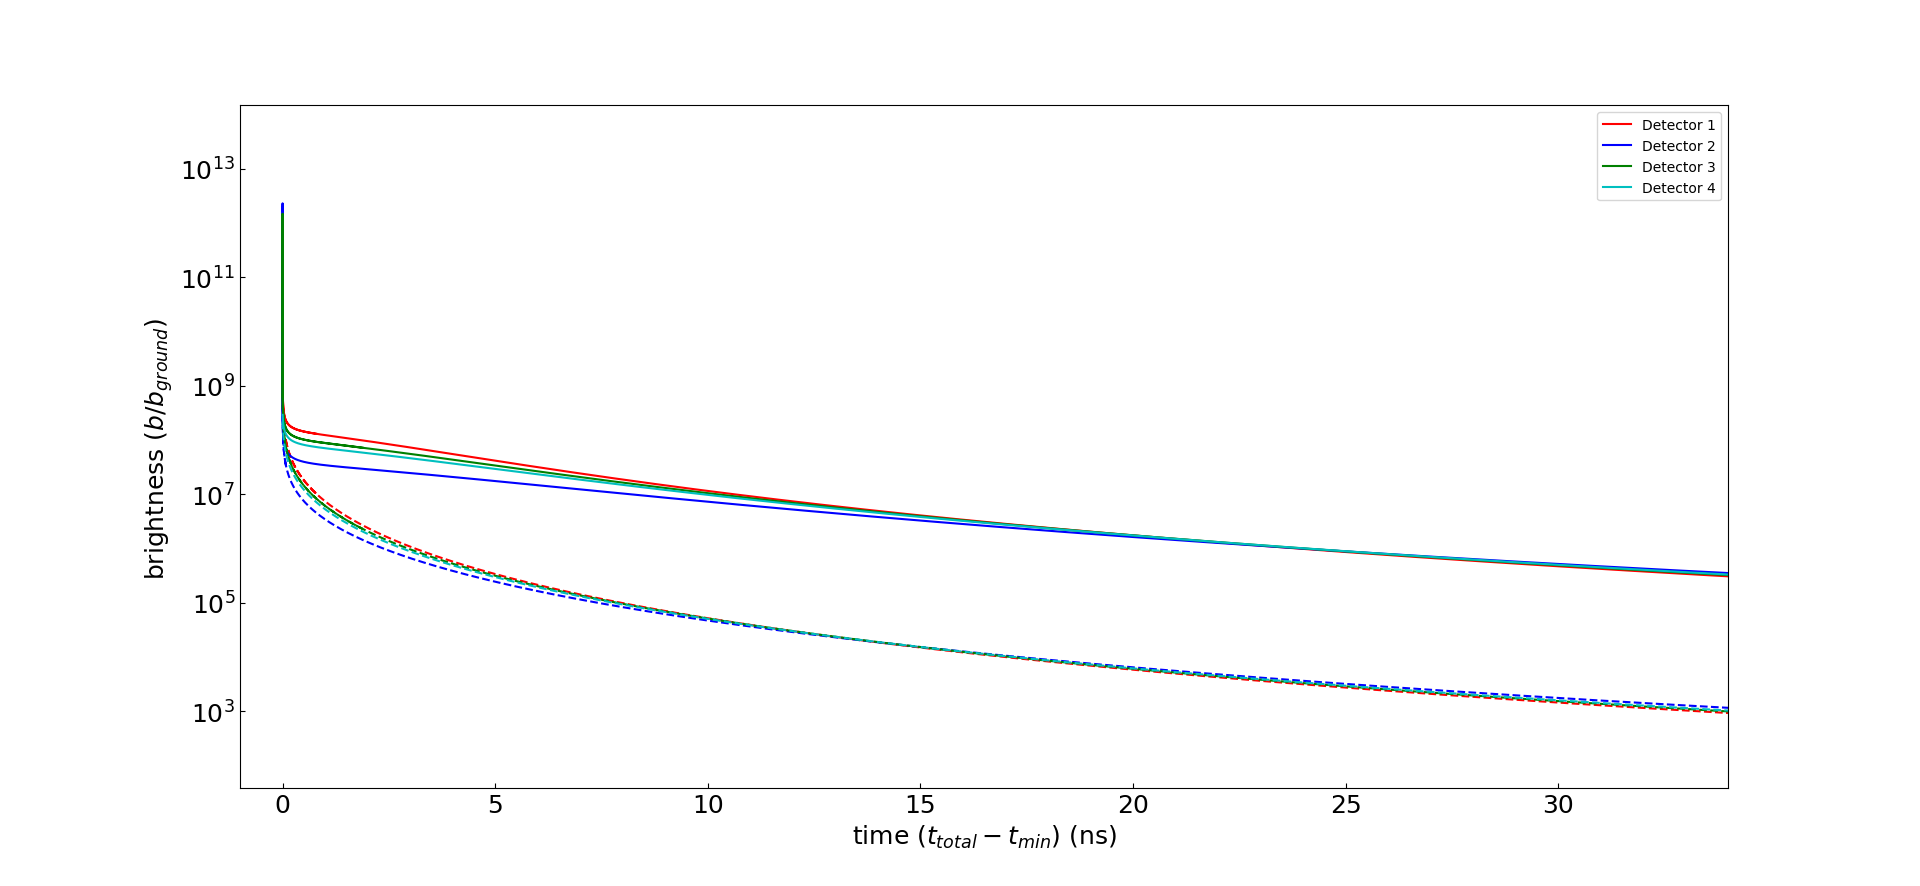 10^13
10^11
10^9
10^7
10^5
10^3
brightness (b/b_ground)
0 5 10 15 20 25 30
time (t_total − t_min) (ns)
Detector 1
Detector 2
Detector 3
Detector 4